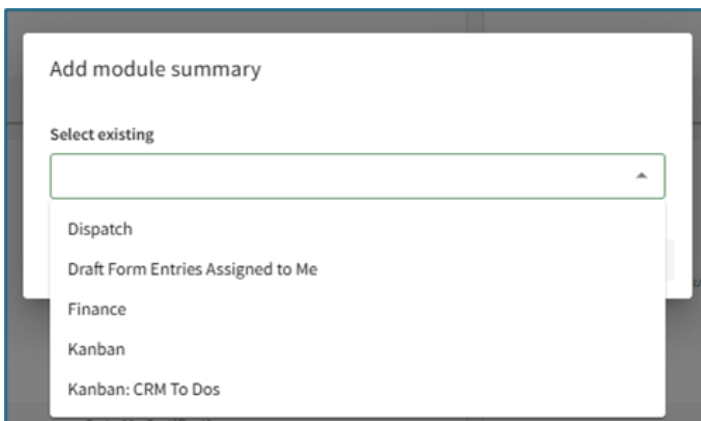 Add module summary
Select existing
Dispatch
Draft Form Entries Assigned to Me
Finance
Kanban
Kanban: CRM To Dos